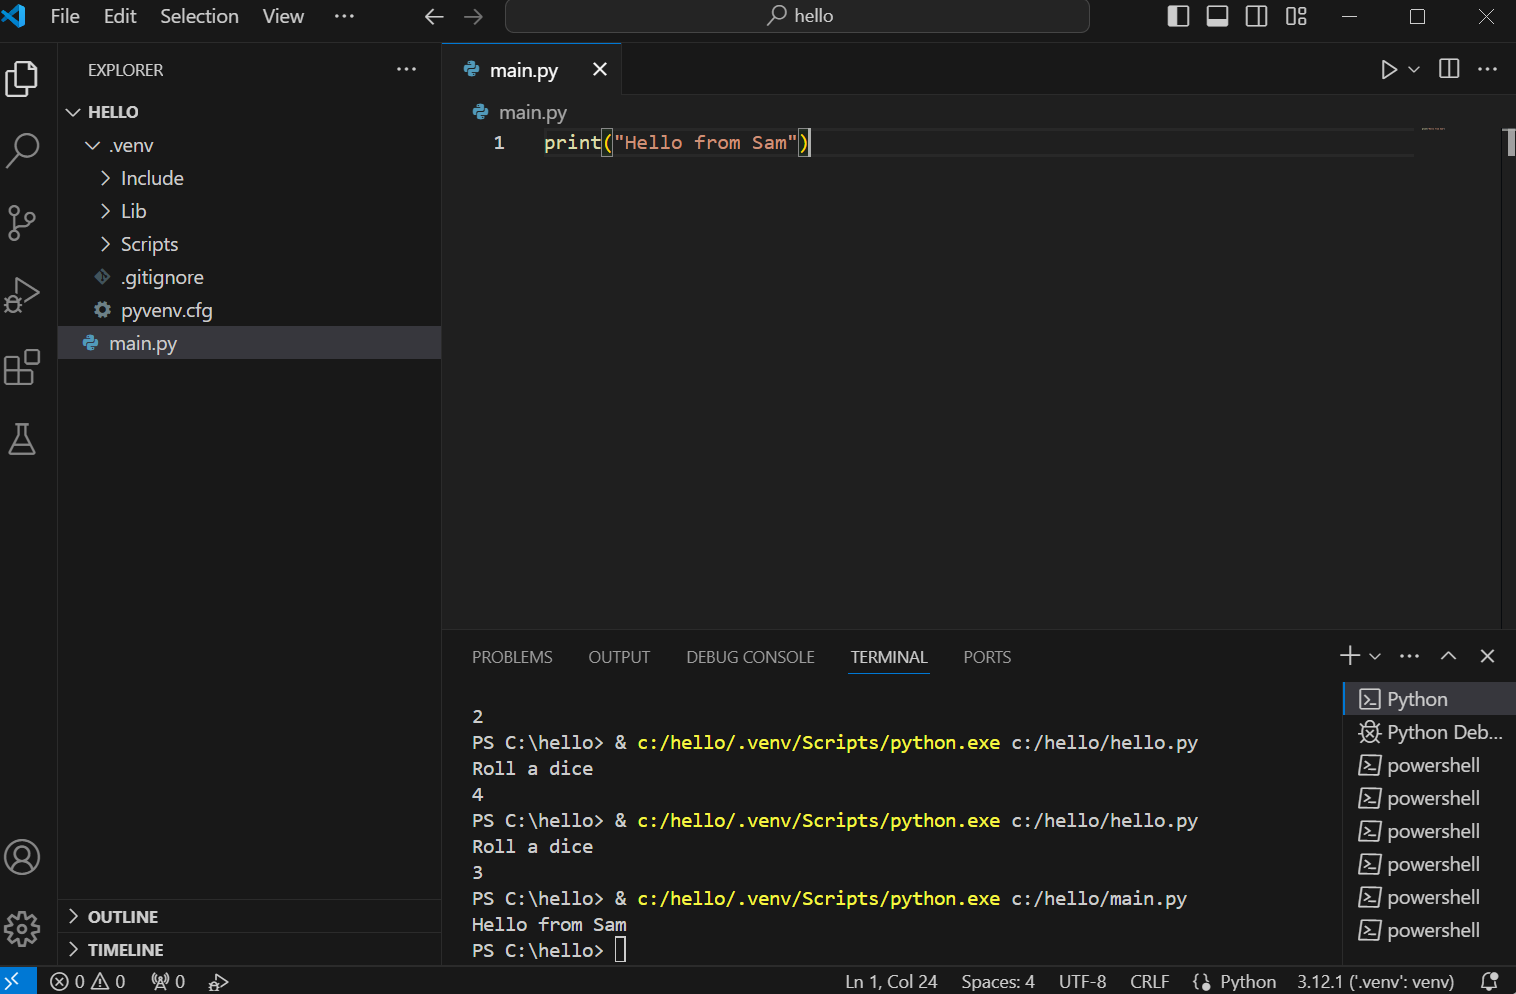 File Edit Selection View ··· hello
EXPLORER ···
HELLO
.venv
Include
Lib
Scripts
.gitignore
pyvenv.cfg
main.py
OUTLINE
TIMELINE
main.py
main.py
1 print("Hello from Sam")
PROBLEMS OUTPUT DEBUG CONSOLE TERMINAL PORTS
2
PS C:\hello> & c:/hello/.venv/Scripts/python.exe c:/hello/hello.py
Roll a dice
4
PS C:\hello> & c:/hello/.venv/Scripts/python.exe c:/hello/hello.py
Roll a dice
3
PS C:\hello> & c:/hello/.venv/Scripts/python.exe c:/hello/main.py
Hello from Sam
PS C:\hello>
Python
Python Deb...
powershell
powershell
powershell
powershell
powershell
powershell
0 0 0 Ln 1, Col 24 Spaces: 4 UTF-8 CRLF Python 3.12.1 ('.venv': venv)